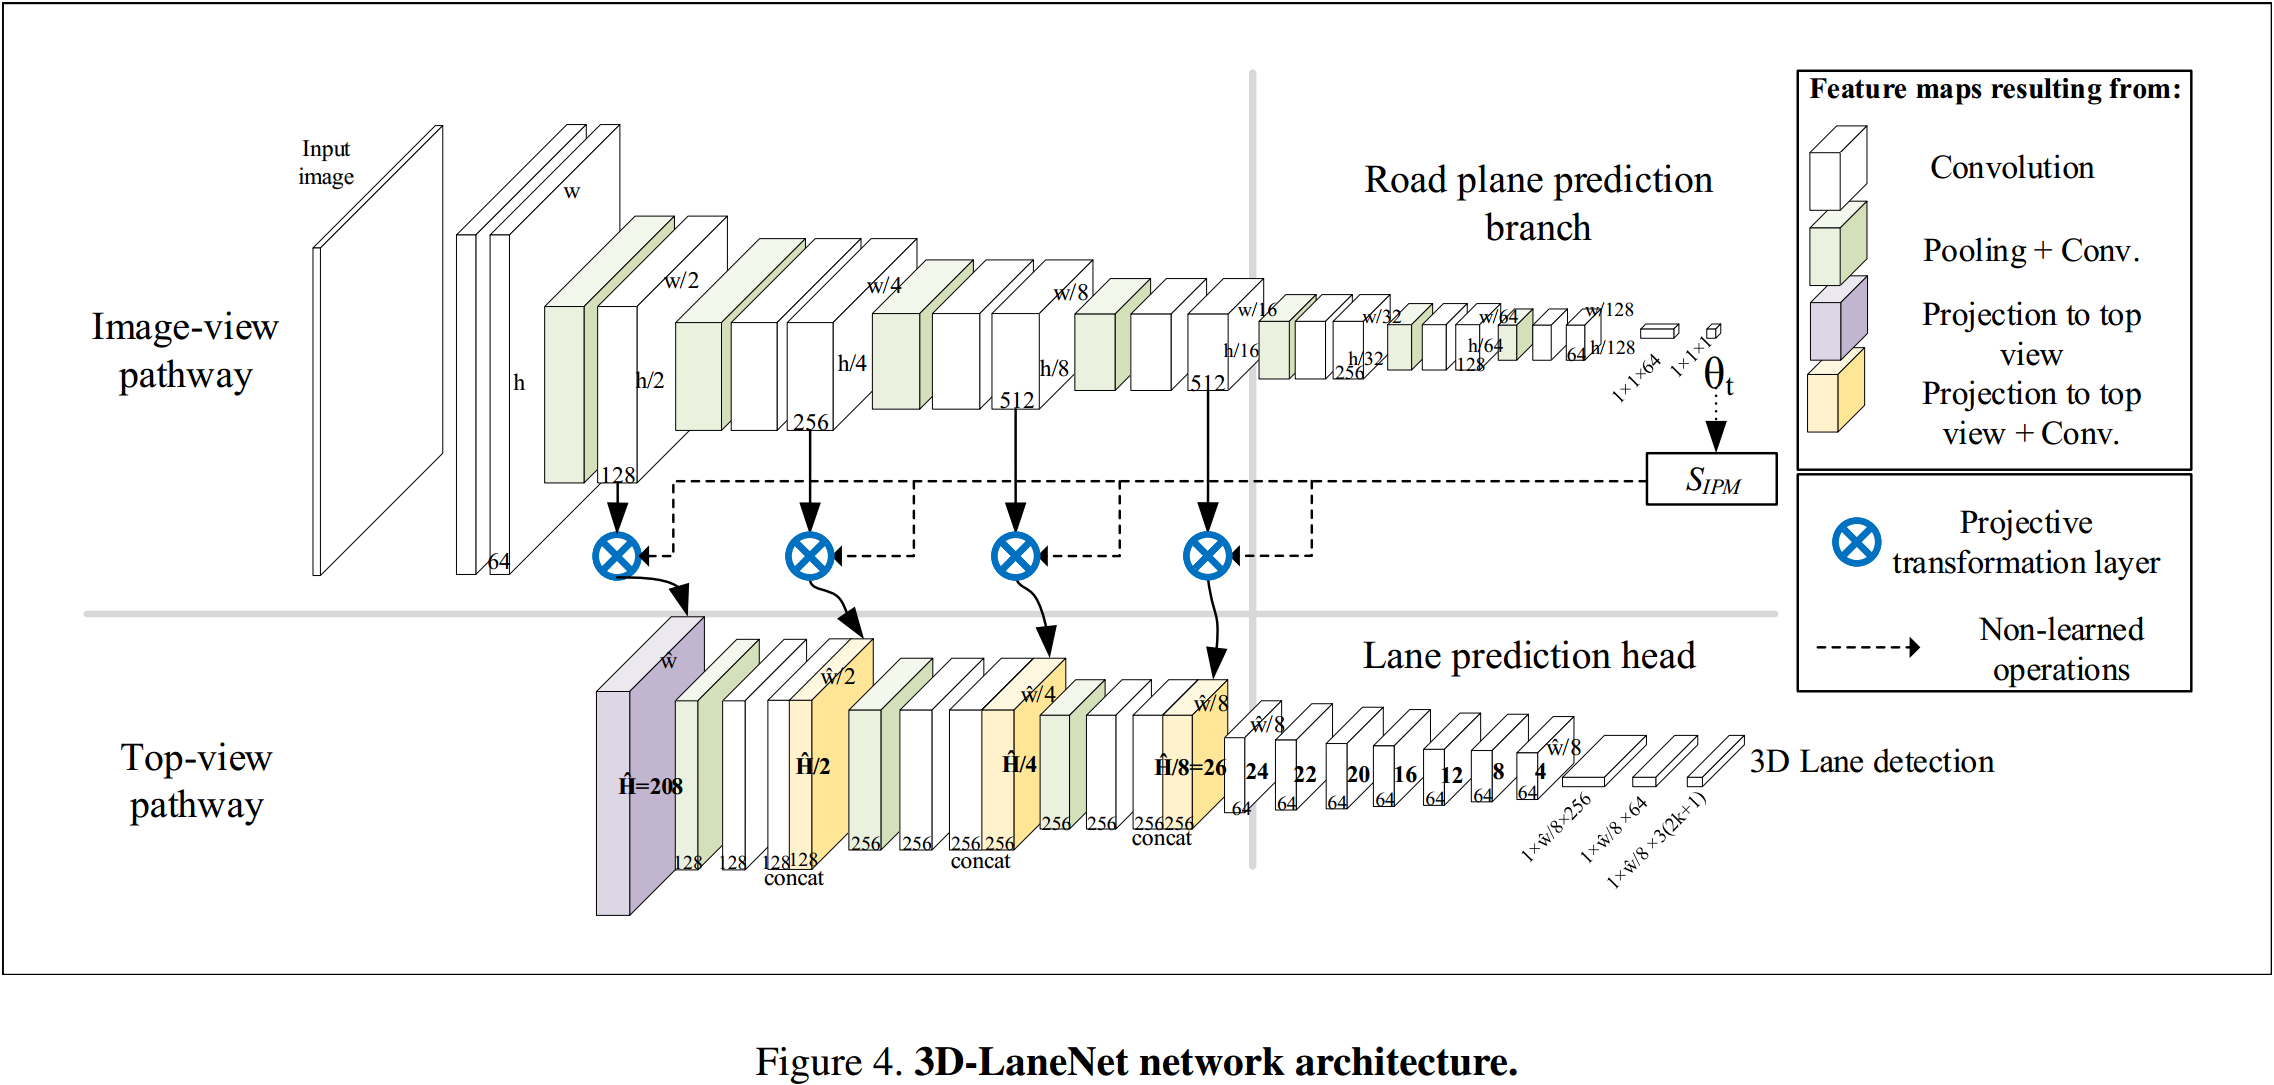 Input
image
w
h
64
w/2
h/2
128
w/4
h/4
256
w/8
h/8
512
w/16
h/16
512
w/32
h/32
256
w/64
h/64
128
w/128
h/128
64
1×1×64
1×1×1
θt
S_IPM
Image-view
pathway
Road plane prediction
branch
Feature maps resulting from:
Convolution
Pooling + Conv.
Projection to top
view
Projection to top
view + Conv.
Projective
transformation layer
Non-learned
operations
Top-view
pathway
Lane prediction head
ŵ
Ĥ=208
128
128
128
128
concat
ŵ/2
Ĥ/2
256
256
256
256
concat
ŵ/4
Ĥ/4
256
256
256
256
concat
ŵ/8
Ĥ/8=26
ŵ/8
24
64
22
64
20
64
16
64
12
64
8
64
4
64
ŵ/8
1×ŵ/8×256
1×ŵ/8×64
1×ŵ/8×3(2k+1)
3D Lane detection
Figure 4. 3D-LaneNet network architecture.